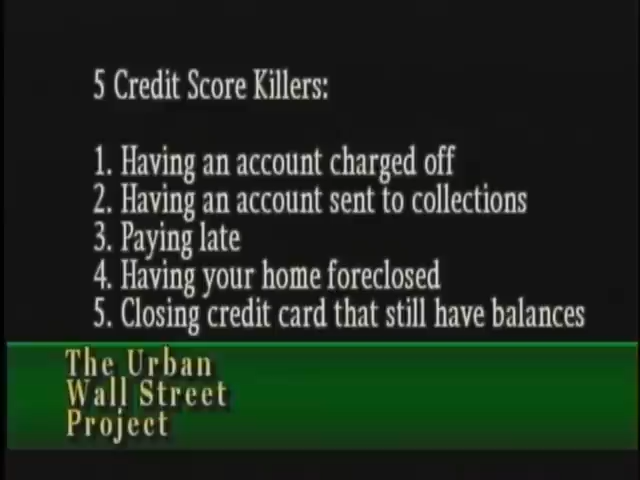 5 Credit Score Killers:
1. Having an account charged off
2. Having an account sent to collections
3. Paying late
4. Having your home foreclosed
5. Closing credit card that still have balances
The Urban
Wall Street
Project